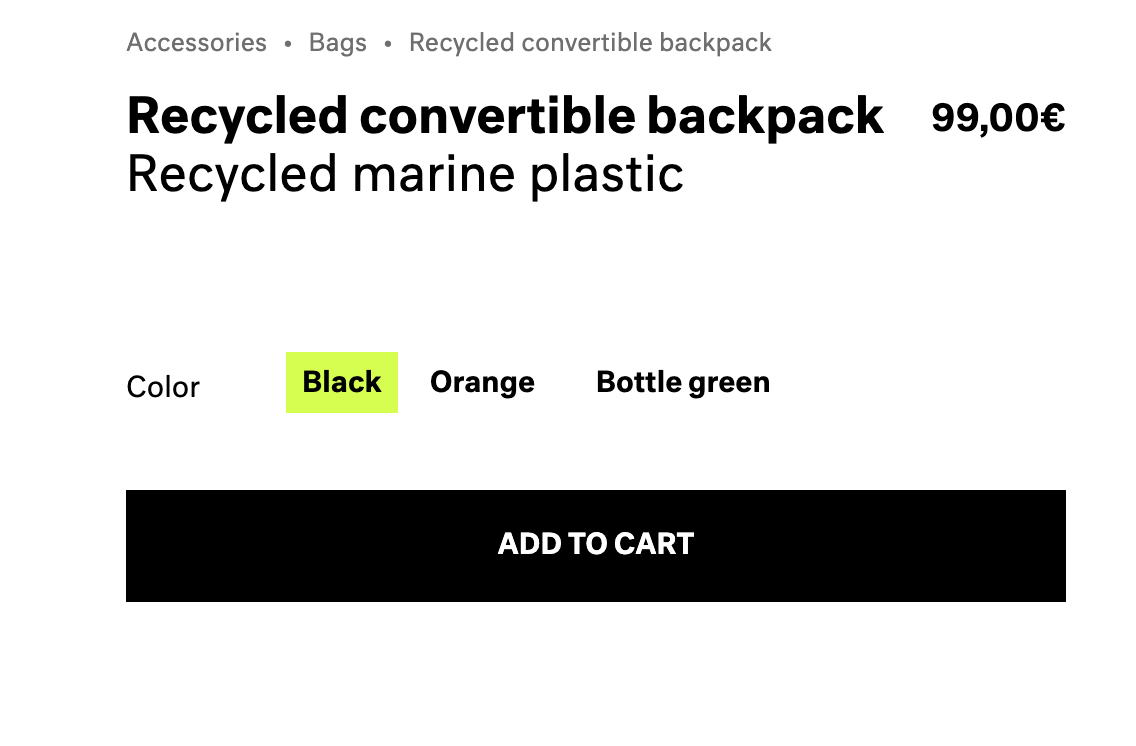 Accessories • Bags • Recycled convertible backpack
Recycled convertible backpack 99,00€
Recycled marine plastic
Color Black Orange Bottle green
ADD TO CART